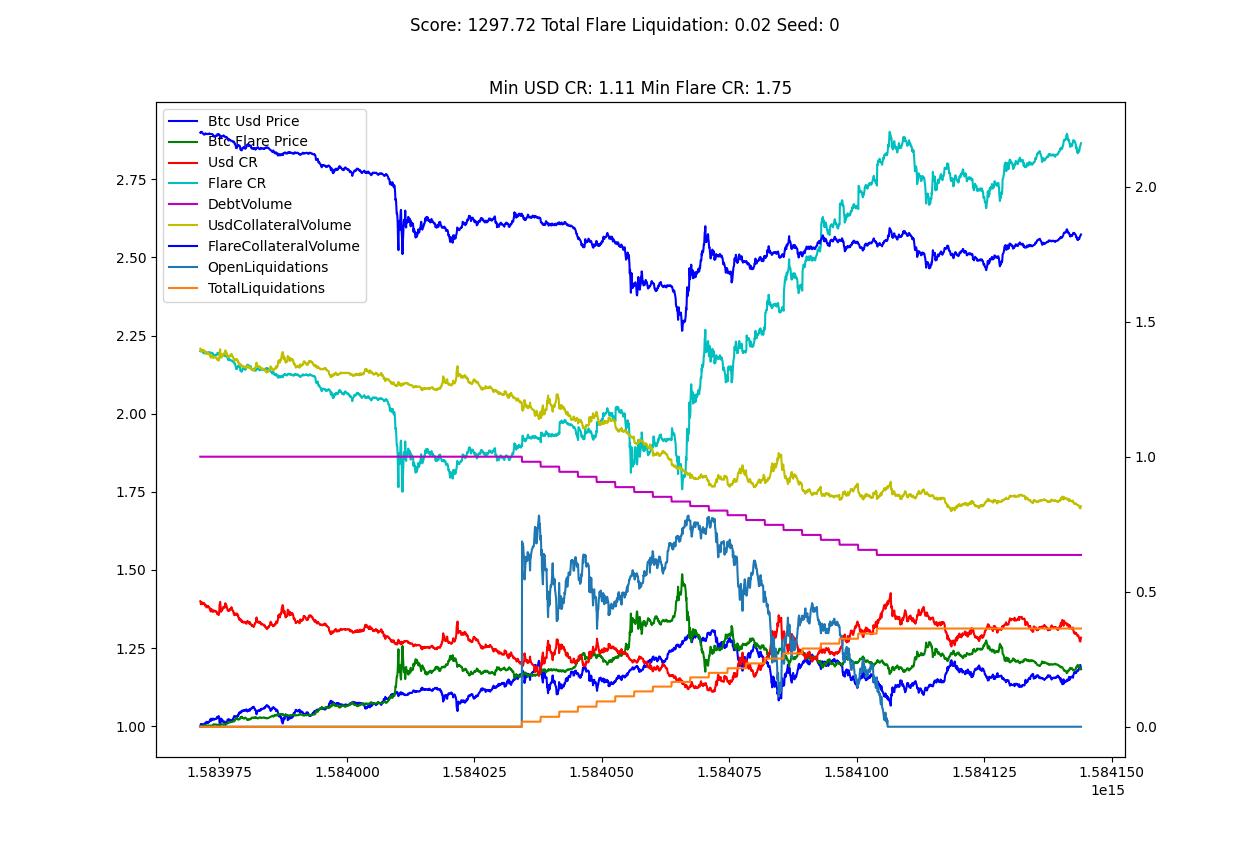 Score: 1297.72 Total Flare Liquidation: 0.02 Seed: 0
Min USD CR: 1.11 Min Flare CR: 1.75
Btc Usd Price
Btc Flare Price
Usd CR
Flare CR
DebtVolume
UsdCollateralVolume
FlareCollateralVolume
OpenLiquidations
TotalLiquidations
2.75
2.50
2.25
2.00
1.75
1.50
1.25
1.00
2.0
1.5
1.0
0.5
0.0
1.583975 1.584000 1.584025 1.584050 1.584075 1.584100 1.584125 1.584150
1e15